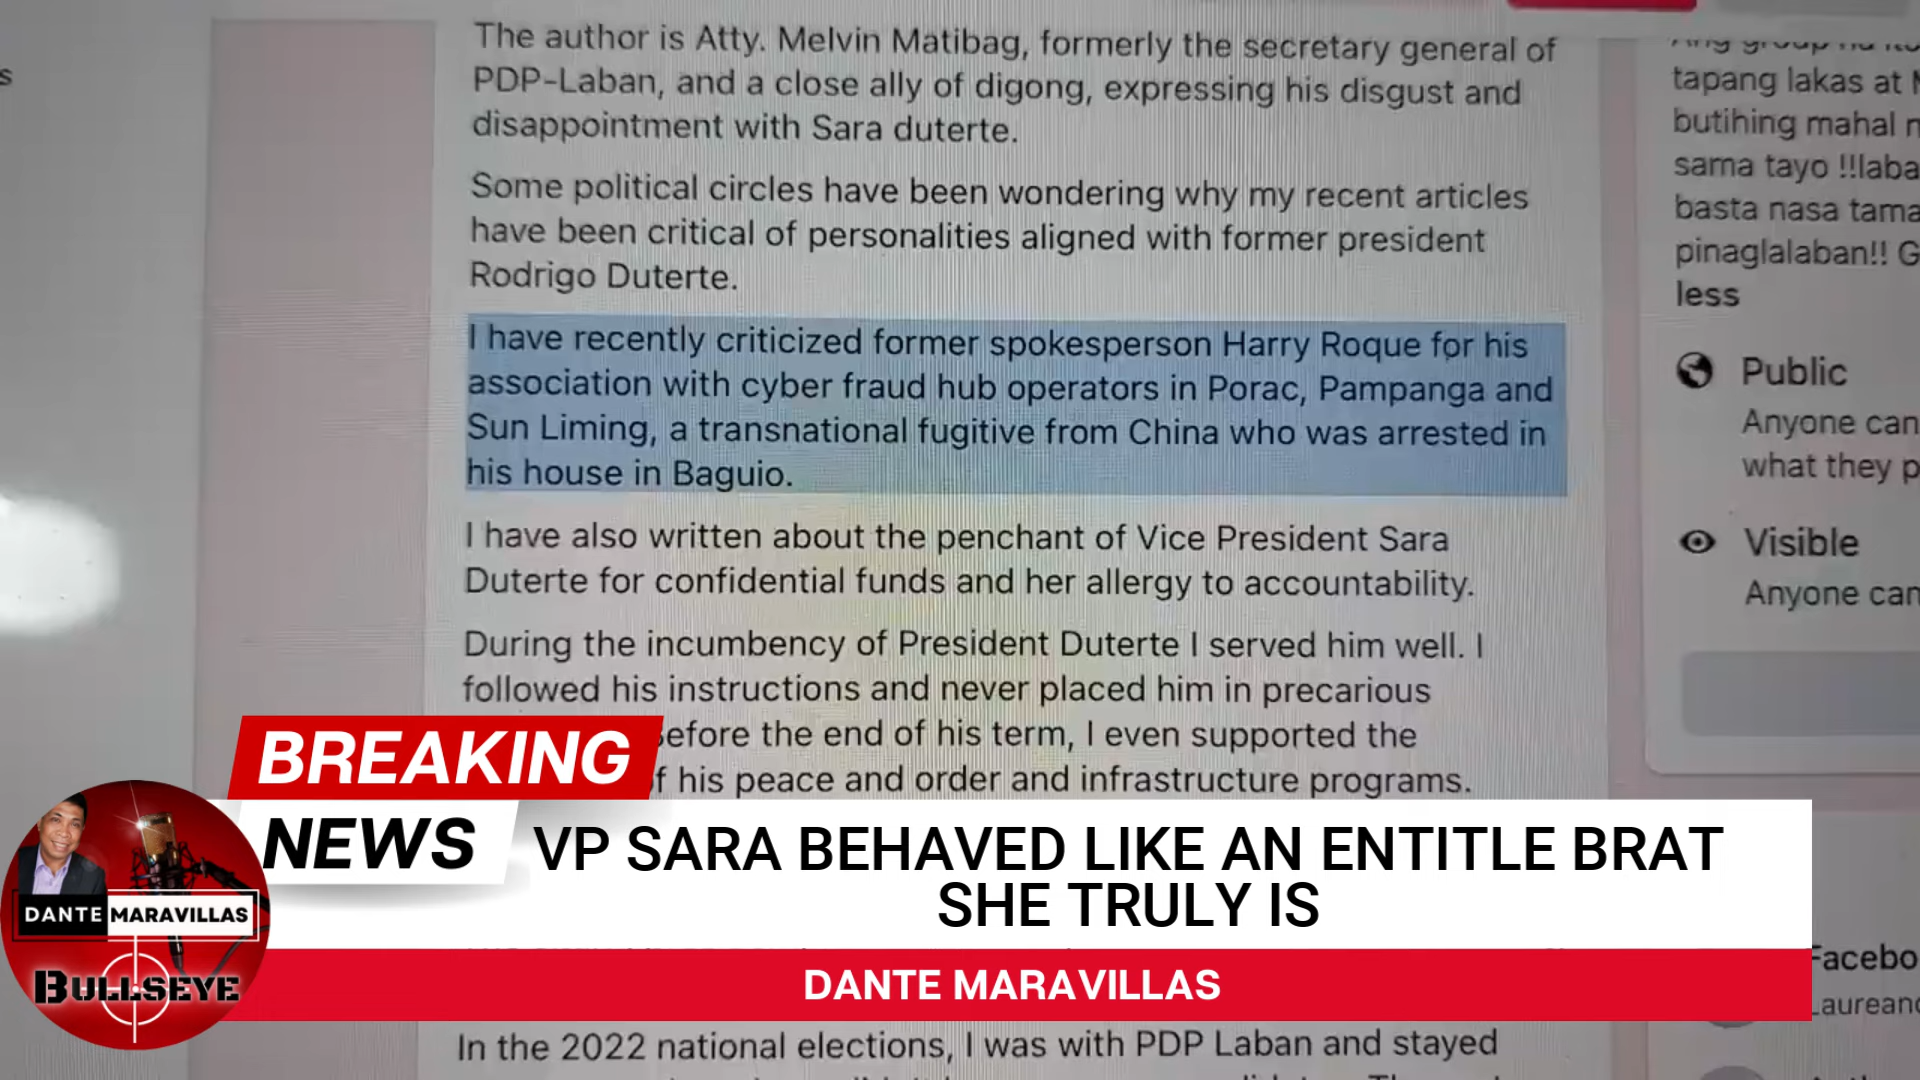 s
The author is Atty. Melvin Matibag, formerly the secretary general of
PDP-Laban, and a close ally of digong, expressing his disgust and
disappointment with Sara duterte.
Some political circles have been wondering why my recent articles
have been critical of personalities aligned with former president
Rodrigo Duterte.
I have recently criticized former spokesperson Harry Roque for his
association with cyber fraud hub operators in Porac, Pampanga and
Sun Liming, a transnational fugitive from China who was arrested in
his house in Baguio.
I have also written about the penchant of Vice President Sara
Duterte for confidential funds and her allergy to accountability.
During the incumbency of President Duterte I served him well. I
followed his instructions and never placed him in precarious
efore the end of his term, I even supported the
f his peace and order and infrastructure programs.
In the 2022 national elections, I was with PDP Laban and stayed
Ang group na
tapang lakas at
butihing mahal
sama tayo !!laba
basta nasa tama
pinaglalaban!! G
less
Public
Anyone can
what they p
Visible
Anyone can
Facebo
Laurean
BREAKING
NEWS
VP SARA BEHAVED LIKE AN ENTITLE BRAT
SHE TRULY IS
DANTE MARAVILLAS
DANTE MARAVILLAS
BULLSEYE